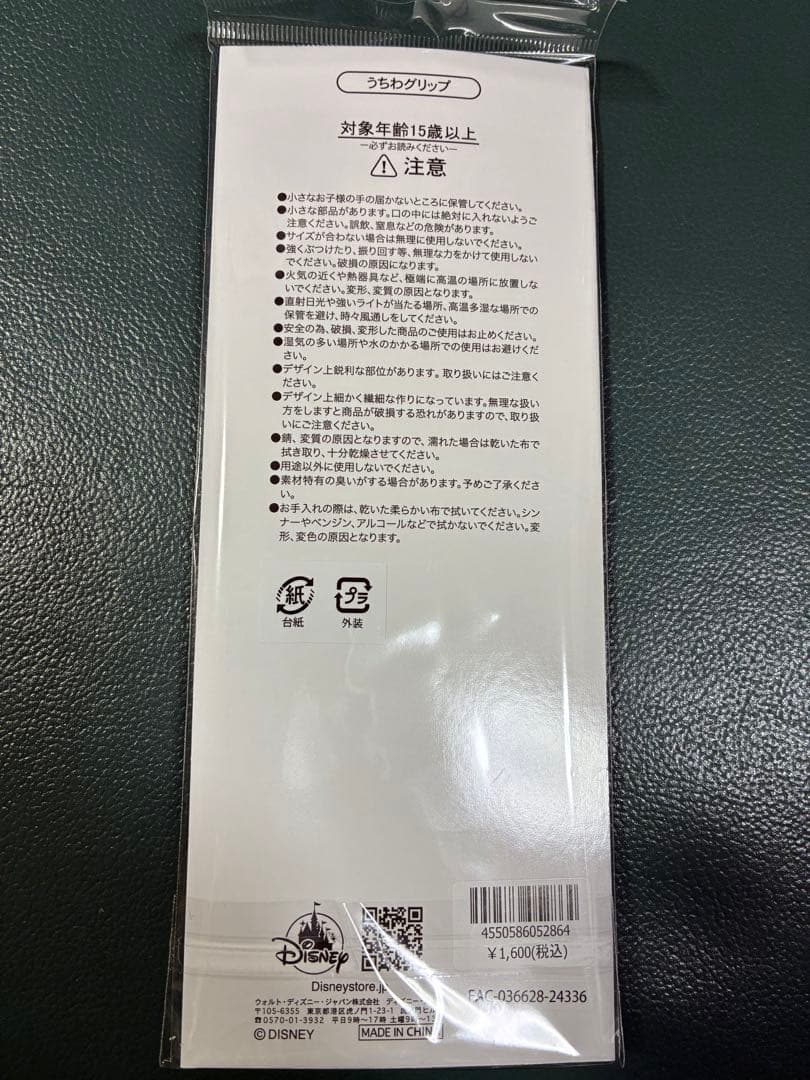 うちわグリップ
対象年齢15歳以上
ー必ずお読みくださいー
注意
●小さなお子様の手の届かないところに保管してください。
●小さな部品があります。口の中には絶対に入れないようご
注意ください。誤飲、窒息などの危険があります。
●サイズが合わない場合は無理に使用しないでください。
●強くぶつけたり、振り回す等、無理な力をかけて使用しない
でください。破損の原因になります。
●火気の近くや熱器具など、極端に高温の場所に放置しな
いでください。変形、変質の原因となります。
●直射日光や強いライトが当たる場所、高温多湿な場所での
保管を避け、時々風通しをしてください。
●安全の為、破損、変形した商品のご使用はお止めください。
●湿気の多い場所や水のかかる場所での使用はお避けくだ
さい。
●デザイン上鋭利な部位があります。取り扱いにはご注意く
ださい。
●デザイン上細かく繊細な作りになっています。無理な扱い
方をしますと商品が破損する恐れがありますので、取り扱
いにご注意ください。
●錆、変質の原因となりますので、濡れた場合は乾いた布で
拭き取り、十分乾燥させてください。
●用途以外に使用しないでください。
●素材特有の臭いがする場合があります。予めご了承くださ
い。
●お手入れの際は、乾いた柔らかい布で拭いてください。シン
ナーやベンジン、アルコールなどで拭かないでください。変
形、変色の原因となります。
紙 プラ
台紙 外装
4550586052864
￥1,600(税込)
Disney
Disneystore.jp
FAC-036628-24336
ウォルト・ディズニー・ジャパン株式会社 ディズニー
〒105-6355 東京都港区虎ノ門1-23-1
☎0570-01-3932 平日9時〜17時 土曜9時〜
©DISNEY MADE IN CHINA